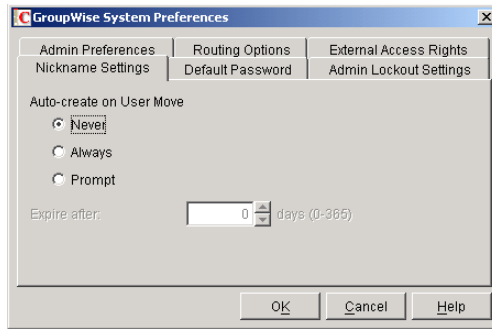 GroupWise System Preferences
Admin Preferences Routing Options External Access Rights
Nickname Settings Default Password Admin Lockout Settings
Auto-create on User Move
Never
Always
Prompt
Expire after: 0 days (0-365)
OK Cancel Help